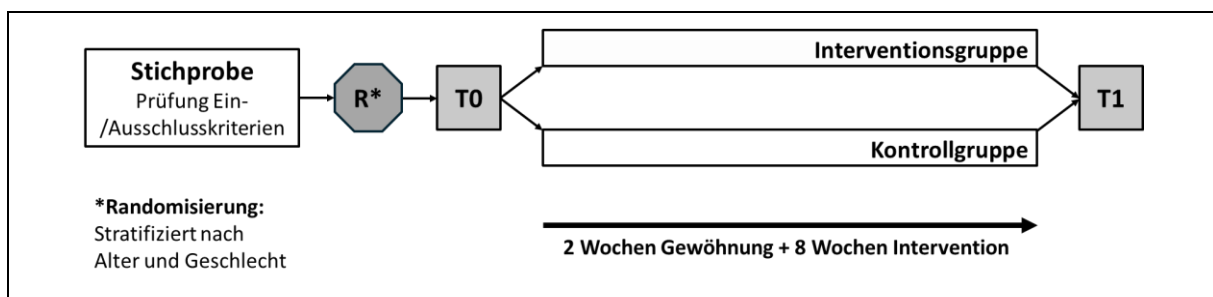 Stichprobe
Prüfung Ein-
/Ausschlusskriterien
R*
T0
Interventionsgruppe
Kontrollgruppe
T1
*Randomisierung:
Stratifiziert nach
Alter und Geschlecht
2 Wochen Gewöhnung + 8 Wochen Intervention